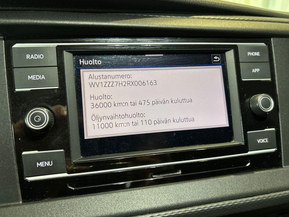 RADIO
MEDIA
MENU
Huolto
Alustanumero:
WV1ZZZ7H2RX006163
Huolto:
36000 km:n tai 475 päivän kuluttua
Öljynvaihtohuolto:
11000 km:n tai 110 päivän kuluttua
PHONE
APP
VOICE